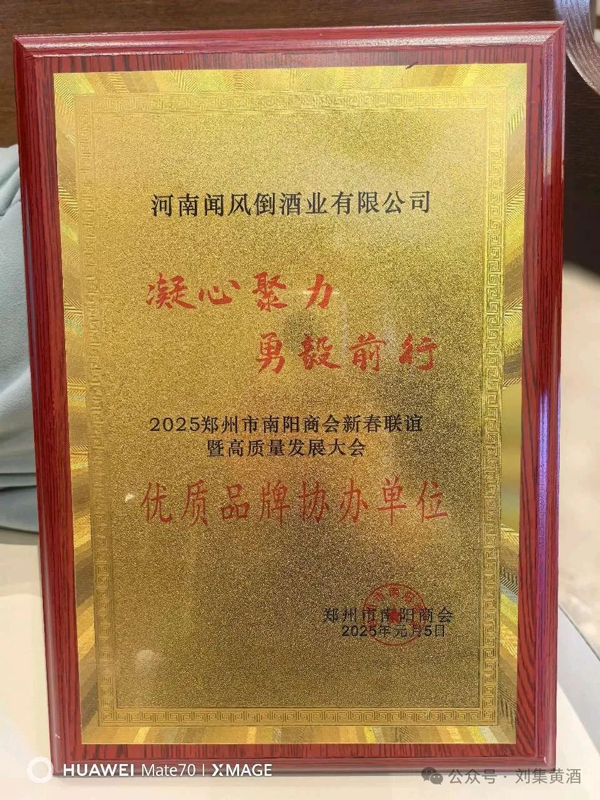 河南闻风倒酒业有限公司
凝心聚力
勇毅前行
2025郑州市南阳商会新春联谊
暨高质量发展大会
优质品牌协办单位
郑州市南阳商会
2025年元月5日
HUAWEI Mate70 | XMAGE
公众号·刘集黄酒